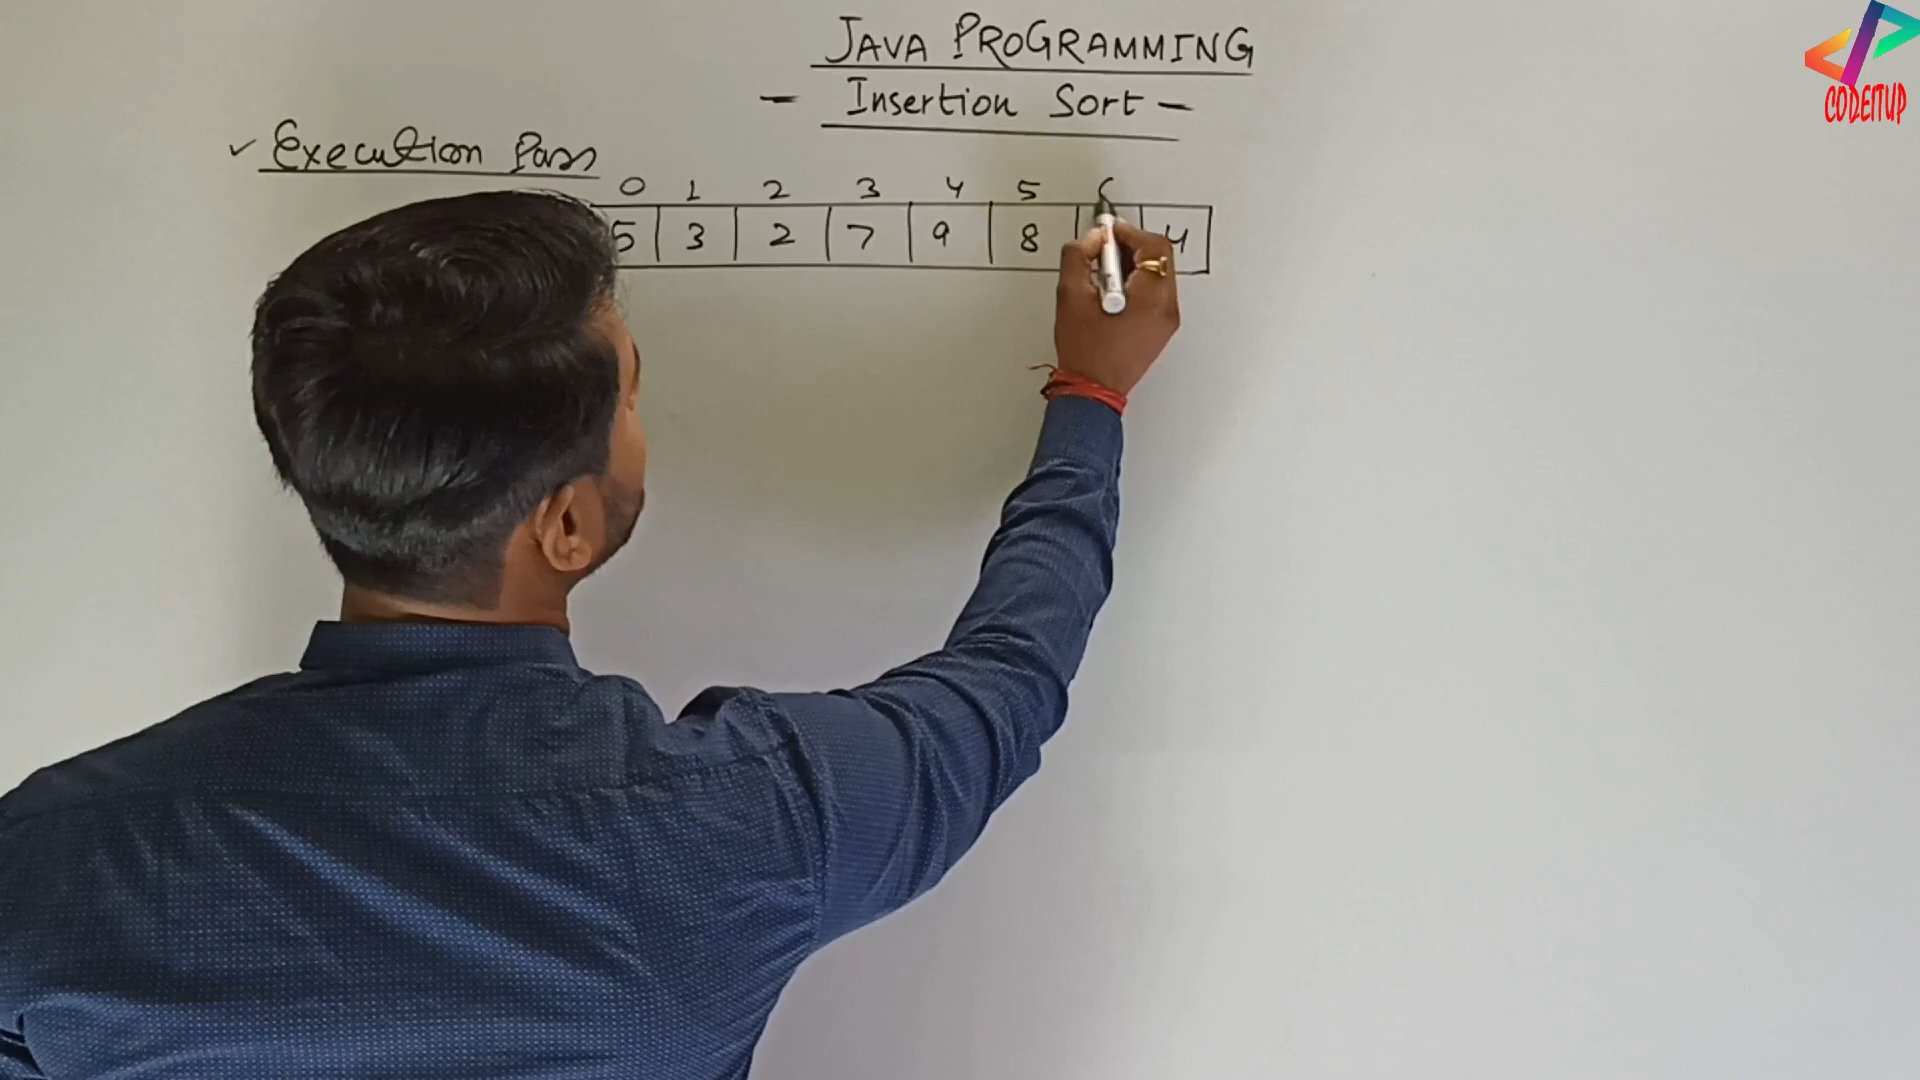 JAVA PROGRAMMING
- Insertion Sort -
CODEITUP
✓ Execution Pass
0 1 2 3 4 5
5 3 2 7 9 8 4